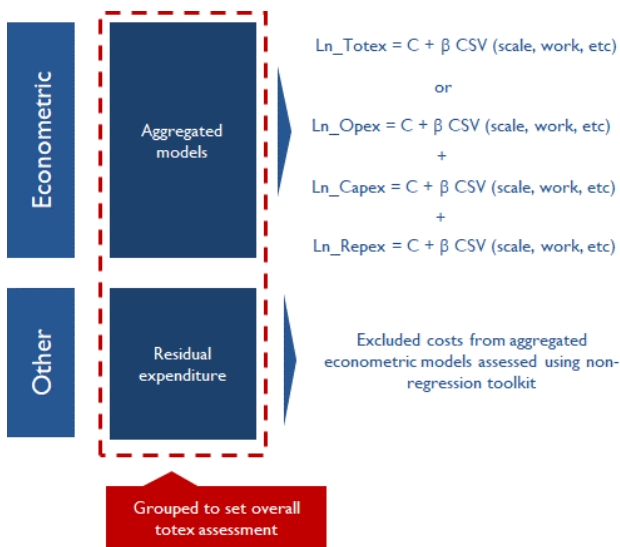 Econometric
Aggregated
models
Ln_Totex = C + β CSV (scale, work, etc)
or
Ln_Opex = C + β CSV (scale, work, etc)
+
Ln_Capex = C + β CSV (scale, work, etc)
+
Ln_Repex = C + β CSV (scale, work, etc)
Other
Residual
expenditure
Excluded costs from aggregated
econometric models assessed using non-
regression toolkit
Grouped to set overall
totex assessment